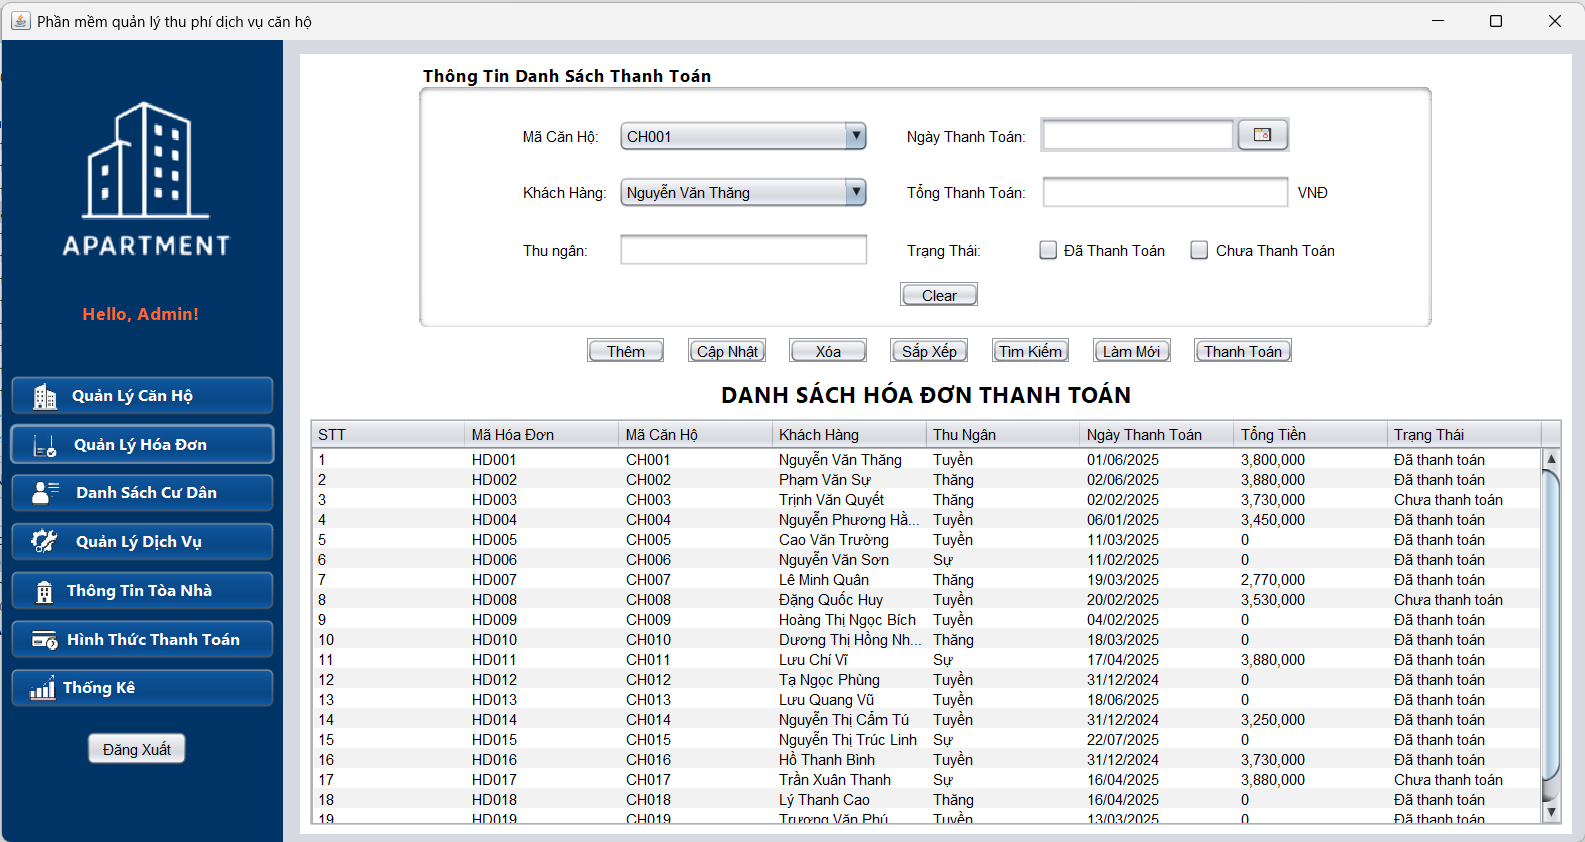 Phần mềm quản lý thu phí dịch vụ căn hộ
APARTMENT
Hello, Admin!
Quản Lý Căn Hộ
Quản Lý Hóa Đơn
Danh Sách Cư Dân
Quản Lý Dịch Vụ
Thông Tin Tòa Nhà
Hình Thức Thanh Toán
Thống Kê
Đăng Xuất
Thông Tin Danh Sách Thanh Toán
Mã Căn Hộ: CH001 Ngày Thanh Toán:
Khách Hàng: Nguyễn Văn Thăng Tổng Thanh Toán: VNĐ
Thu ngân: Trạng Thái: Đã Thanh Toán Chưa Thanh Toán
Clear
Thêm Cập Nhật Xóa Sắp Xếp Tìm Kiếm Làm Mới Thanh Toán
DANH SÁCH HÓA ĐƠN THANH TOÁN
STT Mã Hóa Đơn Mã Căn Hộ Khách Hàng Thu Ngân Ngày Thanh Toán Tổng Tiền Trạng Thái
1 HD001 CH001 Nguyễn Văn Thăng Tuyền 01/06/2025 3,800,000 Đã thanh toán
2 HD002 CH002 Phạm Văn Sự Thăng 02/06/2025 3,880,000 Đã thanh toán
3 HD003 CH003 Trịnh Văn Quyết Thăng 02/02/2025 3,730,000 Chưa thanh toán
4 HD004 CH004 Nguyễn Phương Hằ... Tuyền 06/01/2025 3,450,000 Đã thanh toán
5 HD005 CH005 Cao Văn Trường Tuyền 11/03/2025 0 Đã thanh toán
6 HD006 CH006 Nguyễn Văn Sơn Sự 11/02/2025 0 Đã thanh toán
7 HD007 CH007 Lê Minh Quân Thăng 19/03/2025 2,770,000 Đã thanh toán
8 HD008 CH008 Đặng Quốc Huy Tuyền 20/02/2025 3,530,000 Chưa thanh toán
9 HD009 CH009 Hoàng Thị Ngọc Bích Tuyền 04/02/2025 0 Đã thanh toán
10 HD010 CH010 Dương Thị Hồng Nh... Thăng 18/03/2025 0 Đã thanh toán
11 HD011 CH011 Lưu Chí Vĩ Sự 17/04/2025 3,880,000 Đã thanh toán
12 HD012 CH012 Tạ Ngọc Phùng Tuyền 31/12/2024 0 Đã thanh toán
13 HD013 CH013 Lưu Quang Vũ Tuyền 18/06/2025 0 Đã thanh toán
14 HD014 CH014 Nguyễn Thị Cẩm Tú Tuyền 31/12/2024 3,250,000 Đã thanh toán
15 HD015 CH015 Nguyễn Thị Trúc Linh Sự 22/07/2025 0 Đã thanh toán
16 HD016 CH016 Hồ Thanh Bình Tuyền 31/12/2024 3,730,000 Đã thanh toán
17 HD017 CH017 Trần Xuân Thanh Sự 16/04/2025 3,880,000 Chưa thanh toán
18 HD018 CH018 Lý Thanh Cao Thăng 16/04/2025 0 Đã thanh toán
19 HD019 CH019 Trương Văn Phú Tuyền 13/03/2025 0 Đã thanh toán